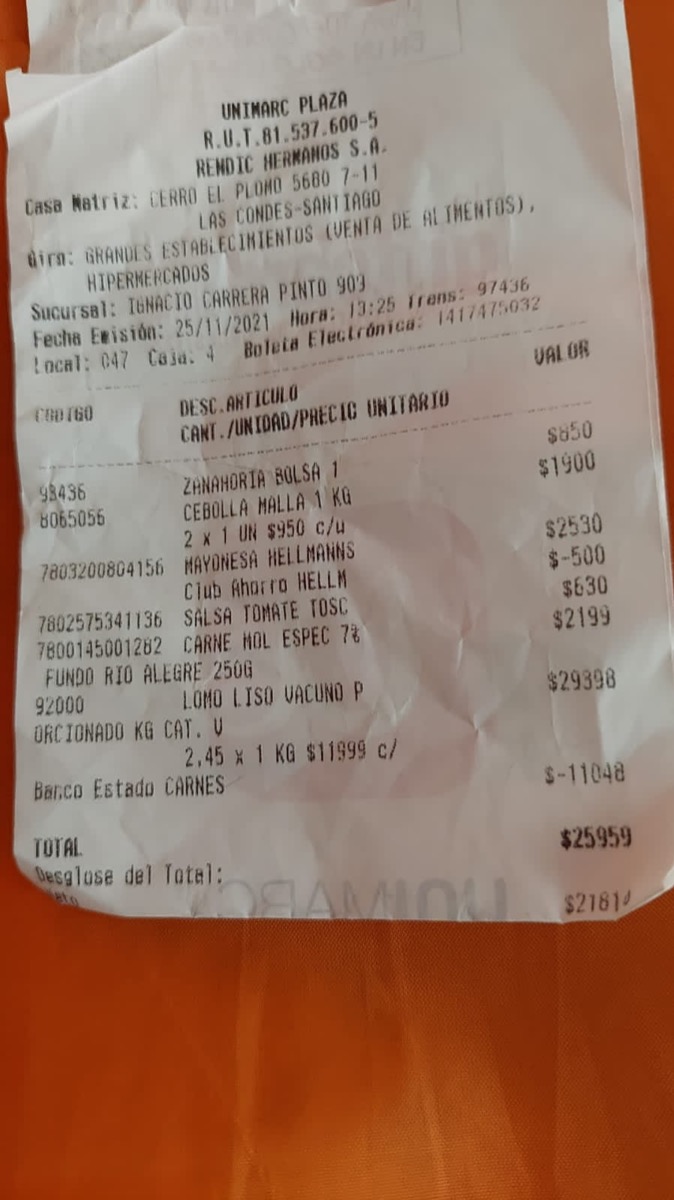 UNIMARC PLAZA
R.U.T.81.537.600-5
RENDIC HERMANOS S.A.
Casa Matriz: CERRO EL PLOMO 5680 7-11
LAS CONDES-SANTIAGO
Giro: GRANDES ESTABLECIMIENTOS (VENTA DE ALIMENTOS),
HIPERMERCADOS
Sucursal: IGNACIO CARRERA PINTO 909
Fecha Emisión: 25/11/2021 Hora: 13:25 Trans: 97436
Local: 047 Caja: 4 Boleta Electrónica: 1417475032
CODIGO DESC.ARTICULO VALOR
CANT./UNIDAD/PRECIO UNITARIO
98436 ZANAHORIA BOLSA 1 $850
8065056 CEBOLLA MALLA 1 KG $1900
2 x 1 UN $950 c/u
7803200804156 MAYONESA HELLMANNS $2530
Club Ahorro HELLM $-500
7802575341136 SALSA TOMATE TOSC $630
7800145001282 CARNE MOL ESPEC 7% $2199
FUNDO RIO ALEGRE 250G
92000 LOMO LISO VACUNO P $29398
ORCIONADO KG CAT. V
2,45 x 1 KG $11999 c/
Banco Estado CARNES $-11048
TOTAL $25959
Desglose del Total:
UNIMARC